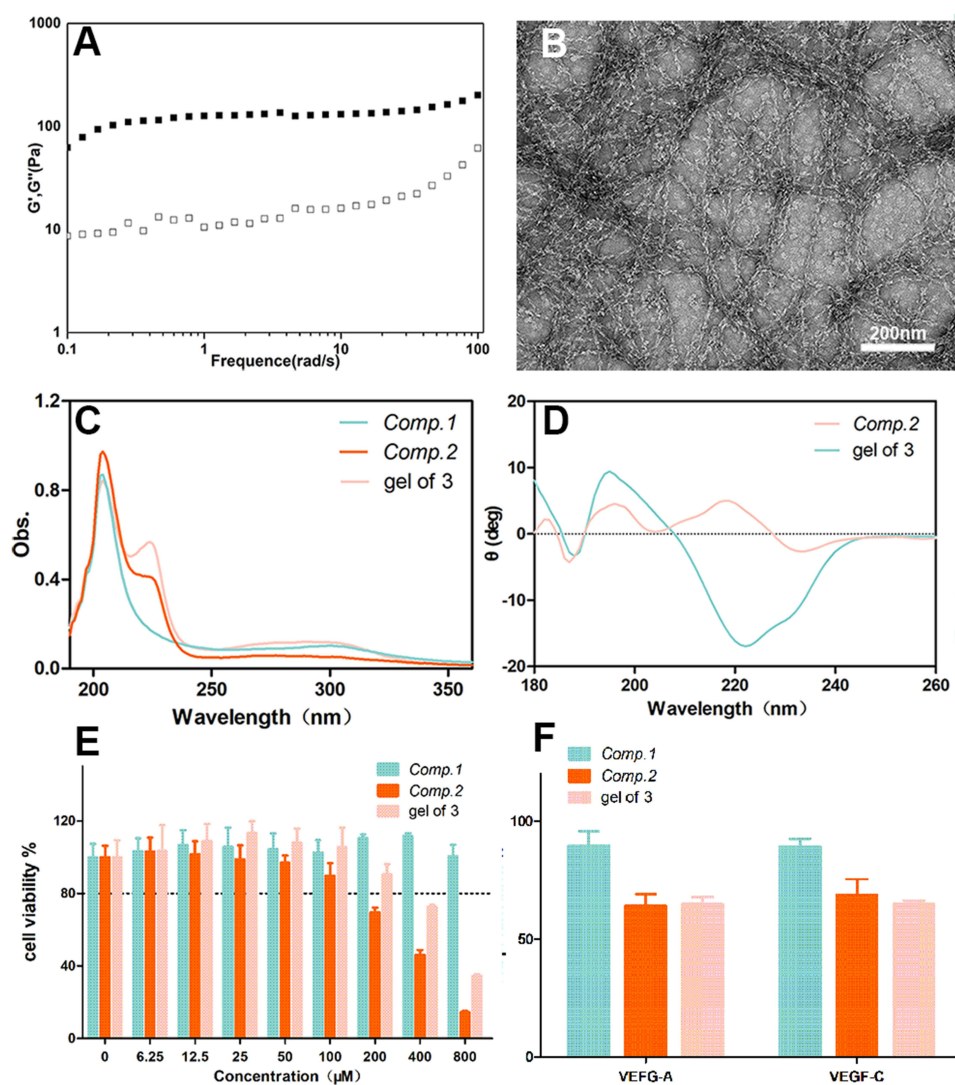 A
1000
100
10
1
G',G''(Pa)
0.1 1 10 100
Frequence(rad/s)
B
200nm
C
1.2
0.8
0.4
0.0
Obs.
Comp.1
Comp.2
gel of 3
200 250 300 350
Wavelength（nm）
D
20
10
0
-10
-20
θ (deg)
Comp.2
gel of 3
180 200 220 240 260
Wavelength（nm）
E
120
80
40
0
cell viability %
Comp.1
Comp.2
gel of 3
0 6.25 12.5 25 50 100 200 400 800
Concentration（μM）
F
Comp.1
Comp.2
gel of 3
100
50
0
VEFG-A VEGF-C